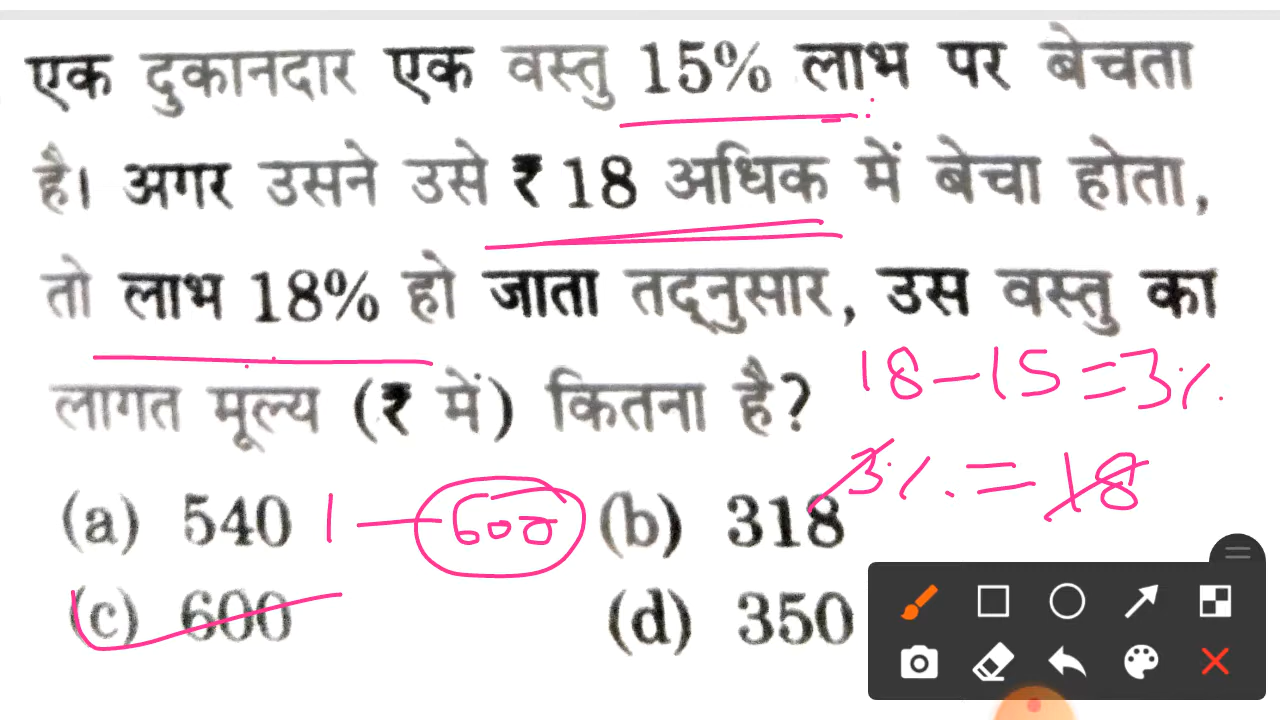 एक दुकानदार एक वस्तु 15% लाभ पर बेचता
है। अगर उसने उसे ₹ 18 अधिक में बेचा होता,
तो लाभ 18% हो जाता तद्नुसार, उस वस्तु का
लागत मूल्य (₹ में) कितना है?
18-15=3%
3% = 18
(a) 540
1 — 600
(b) 318
(c) 600
(d) 350